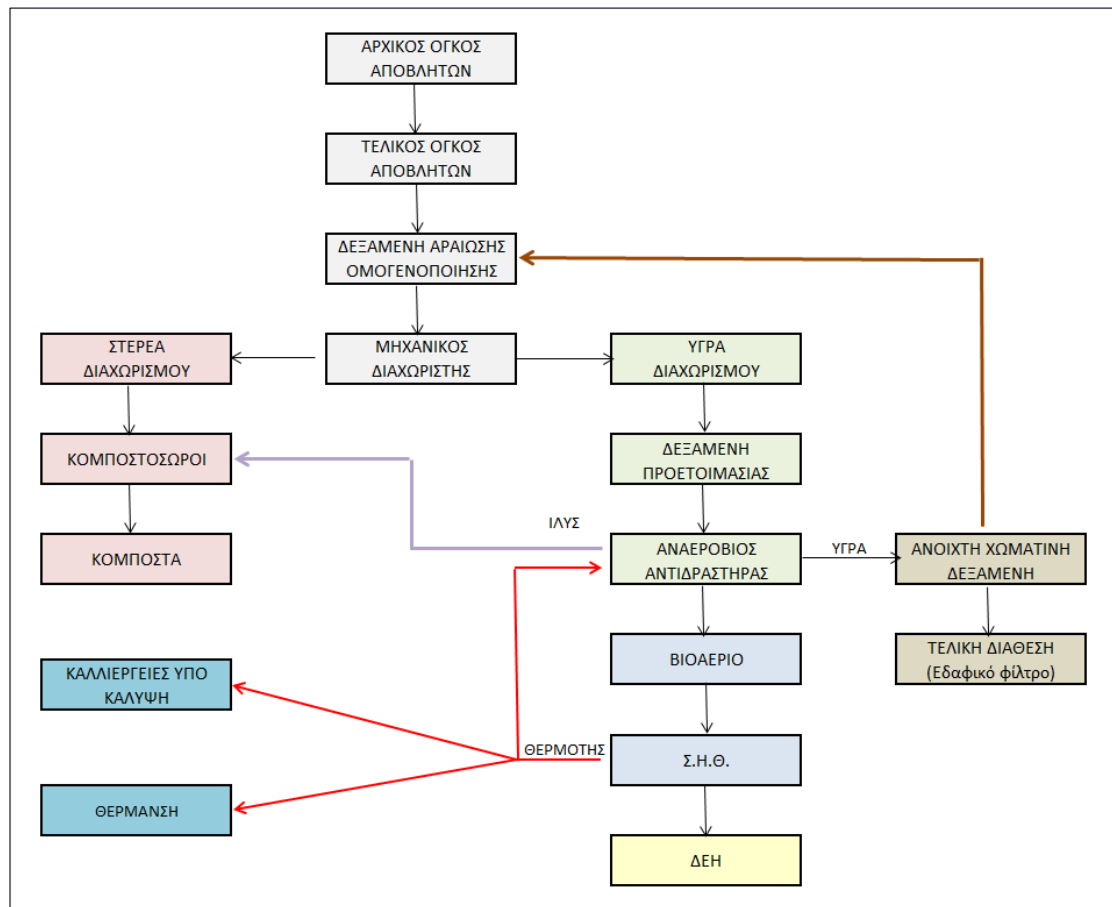 ΑΡΧΙΚΟΣ ΟΓΚΟΣ
ΑΠΟΒΛΗΤΩΝ
ΤΕΛΙΚΟΣ ΟΓΚΟΣ
ΑΠΟΒΛΗΤΩΝ
ΔΕΞΑΜΕΝΗ ΑΡΑΙΩΣΗΣ
ΟΜΟΓΕΝΟΠΟΙΗΣΗΣ
ΣΤΕΡΕΑ
ΔΙΑΧΩΡΙΣΜΟΥ
ΜΗΧΑΝΙΚΟΣ
ΔΙΑΧΩΡΙΣΤΗΣ
ΥΓΡΑ
ΔΙΑΧΩΡΙΣΜΟΥ
ΚΟΜΠΟΣΤΟΣΩΡΟΙ
ΔΕΞΑΜΕΝΗ
ΠΡΟΕΤΟΙΜΑΣΙΑΣ
ΙΛΥΣ
ΚΟΜΠΟΣΤΑ
ΑΝΑΕΡΟΒΙΟΣ
ΑΝΤΙΔΡΑΣΤΗΡΑΣ
ΥΓΡΑ
ΑΝΟΙΧΤΗ ΧΩΜΑΤΙΝΗ
ΔΕΞΑΜΕΝΗ
ΚΑΛΛΙΕΡΓΕΙΕΣ ΥΠΟ
ΚΑΛΥΨΗ
ΒΙΟΑΕΡΙΟ
ΤΕΛΙΚΗ ΔΙΑΘΕΣΗ
(Εδαφικό φίλτρο)
ΘΕΡΜΟΤΗΣ
Σ.Η.Θ.
ΘΕΡΜΑΝΣΗ
ΔΕΗ